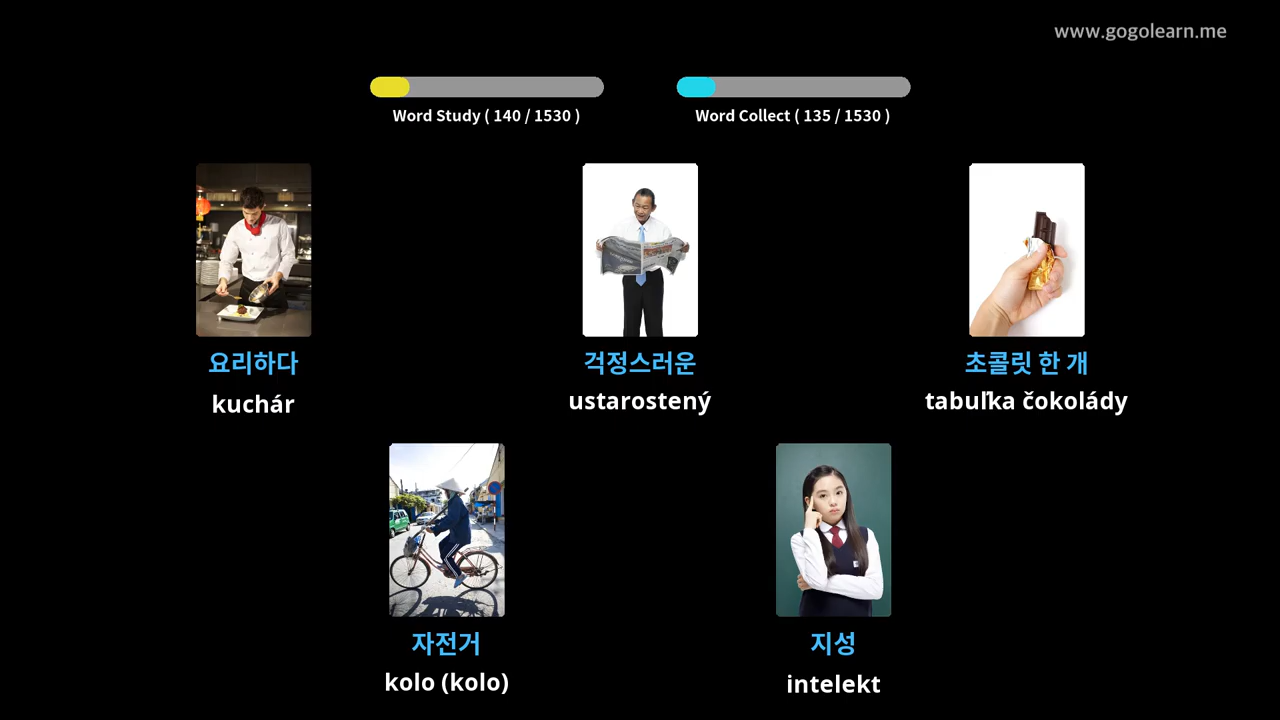 www.gogolearn.me
Word Study ( 140 / 1530 )
Word Collect ( 135 / 1530 )
요리하다
걱정스러운
초콜릿 한 개
kuchár
ustarostený
tabuľka čokolády
자전거
지성
kolo (kolo)
intelekt